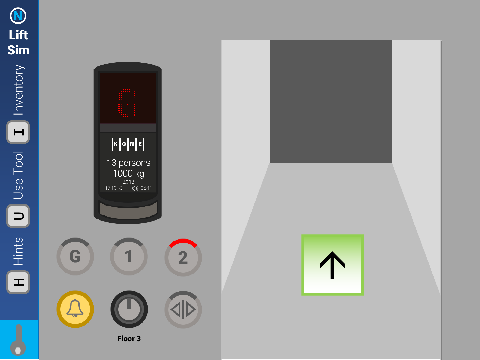 N
Lift
Sim
I Inventory
U Use Tool
H Hints
G
KONE
13 persons
1000 kg
G 1 2
Floor 3